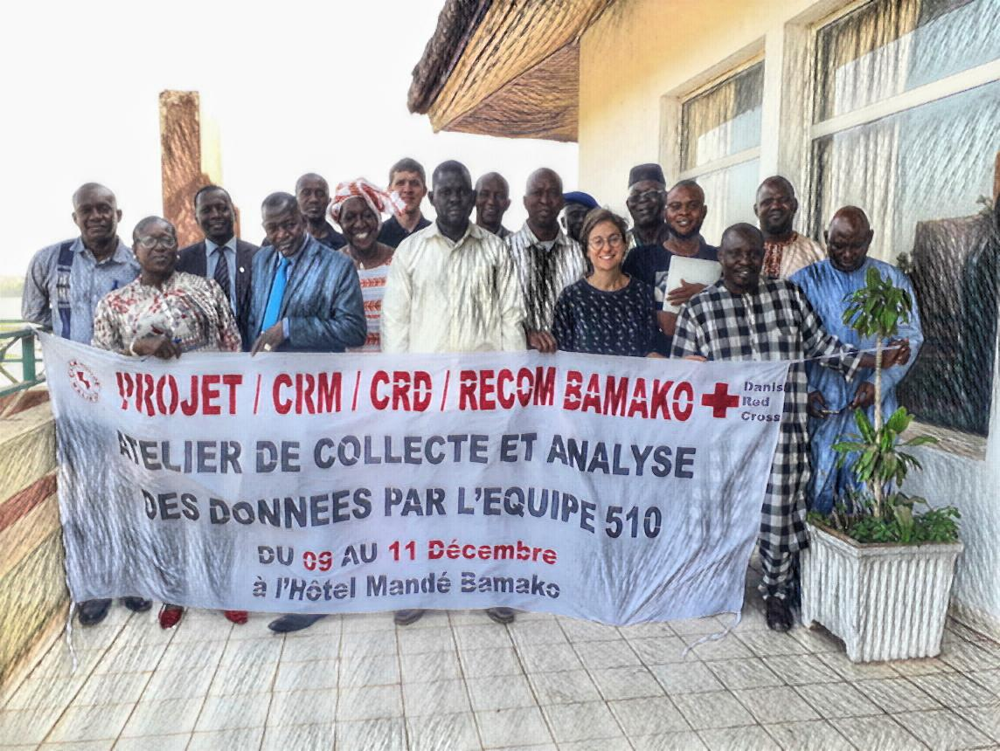 PROJET / CRM / CRD / RECOM BAMAKO
Danish
Red
Cross
ATELIER DE COLLECTE ET ANALYSE
DES DONNEES PAR L'EQUIPE 510
DU 09 AU 11 Décembre
à l'Hôtel Mandé Bamako